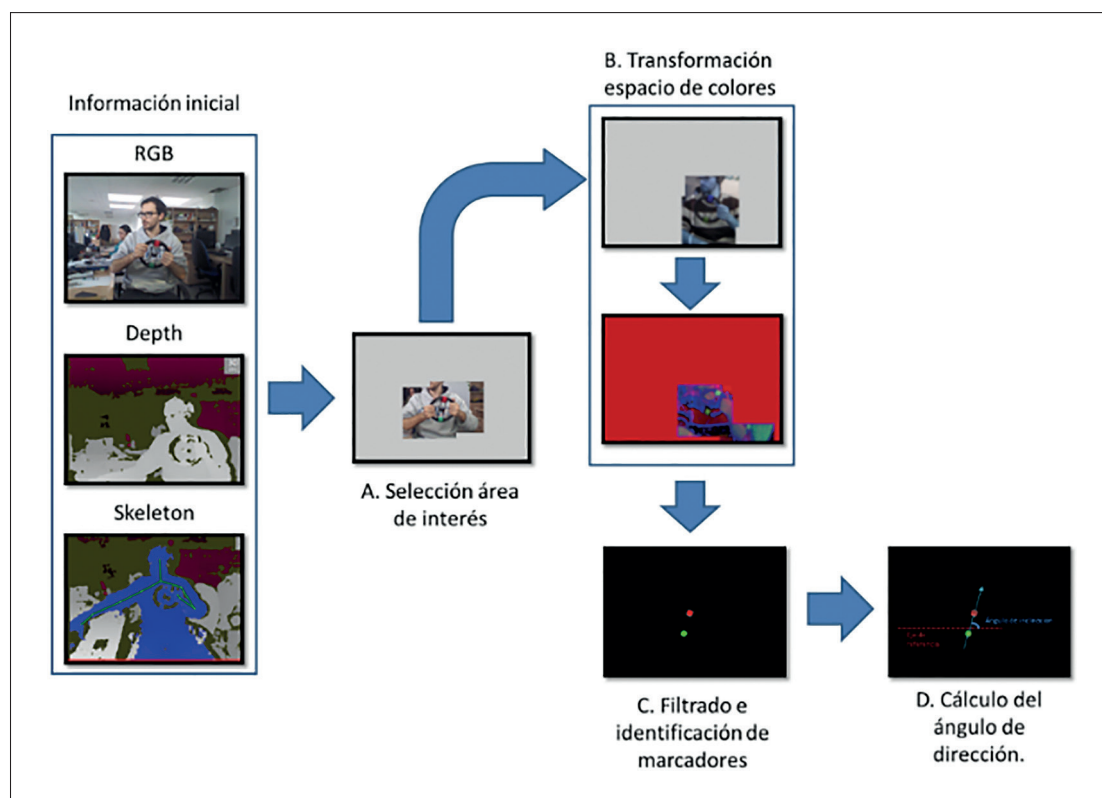 Información inicial
RGB
Depth
Skeleton
A. Selección área
de interés
B. Transformación
espacio de colores
C. Filtrado e
identificación de
marcadores
D. Cálculo del
ángulo de
dirección.